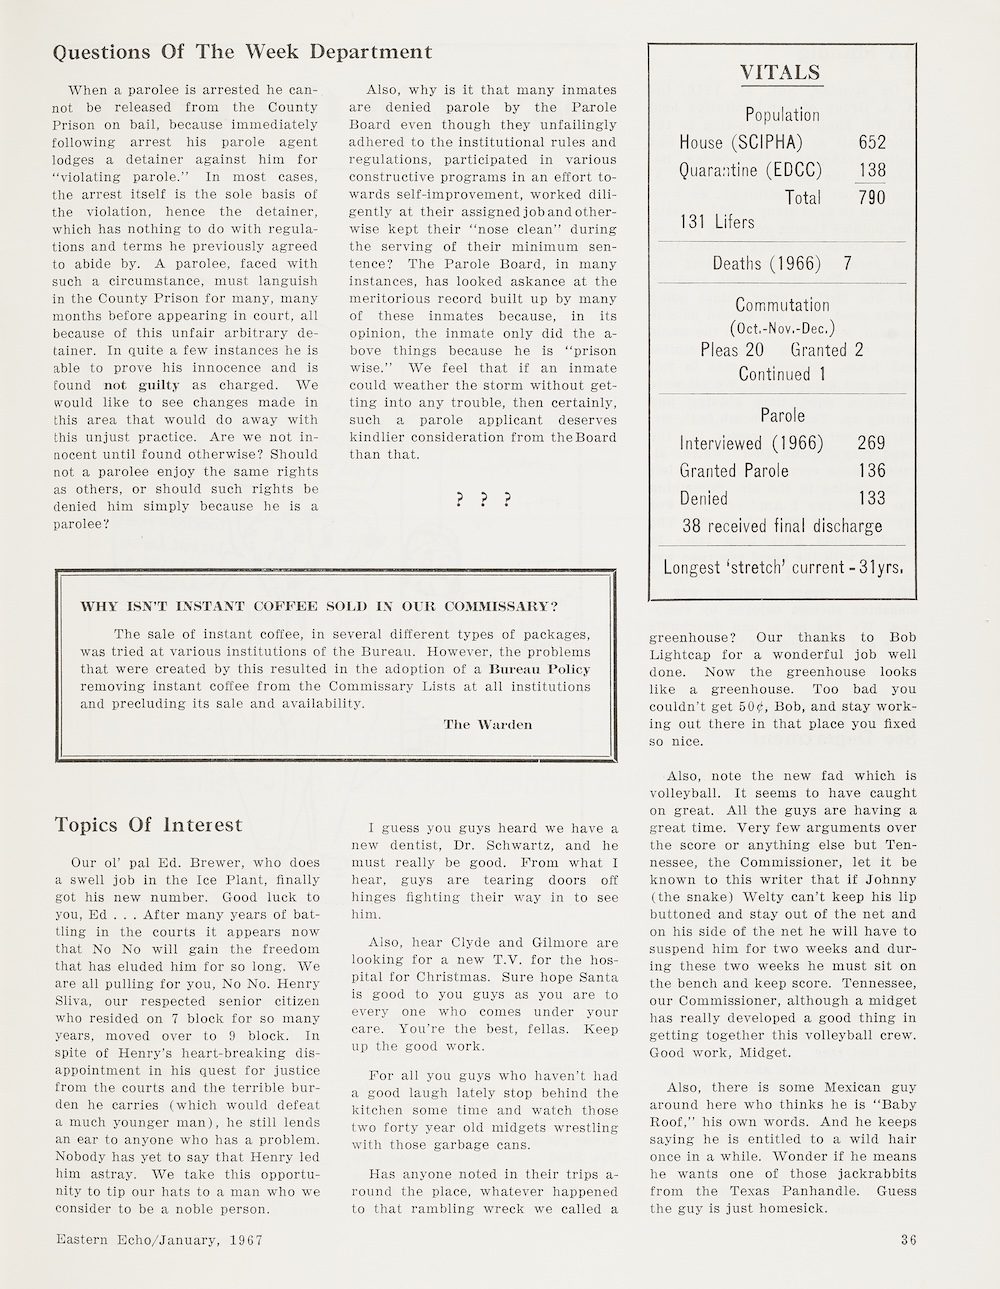 Questions Of The Week Department
When a parolee is arrested he can-
not be released from the County
Prison on bail, because immediately
following arrest his parole agent
lodges a detainer against him for
"violating parole." In most cases,
the arrest itself is the sole basis of
the violation, hence the detainer,
which has nothing to do with regula-
tions and terms he previously agreed
to abide by. A parolee, faced with
such a circumstance, must languish
in the County Prison for many, many
months before appearing in court, all
because of this unfair arbitrary de-
tainer. In quite a few instances he is
able to prove his innocence and is
found not guilty as charged. We
would like to see changes made in
this area that would do away with
this unjust practice. Are we not in-
nocent until found otherwise? Should
not a parolee enjoy the same rights
as others, or should such rights be
denied him simply because he is a
parolee?
Also, why is it that many inmates
are denied parole by the Parole
Board even though they unfailingly
adhered to the institutional rules and
regulations, participated in various
constructive programs in an effort to-
wards self-improvement, worked dili-
gently at their assigned job and other-
wise kept their "nose clean" during
the serving of their minimum sen-
tence? The Parole Board, in many
instances, has looked askance at the
meritorious record built up by many
of these inmates because, in its
opinion, the inmate only did the a-
bove things because he is "prison
wise." We feel that if an inmate
could weather the storm without get-
ting into any trouble, then certainly,
such a parole applicant deserves
kindlier consideration from the Board
than that.
? ? ?
VITALS
Population
House (SCIPHA) 652
Quarantine (EDCC) 138
Total 790
131 Lifers
Deaths (1966) 7
Commutation
(Oct.-Nov.-Dec.)
Pleas 20 Granted 2
Continued 1
Parole
Interviewed (1966) 269
Granted Parole 136
Denied 133
38 received final discharge
Longest 'stretch' current - 31yrs.
WHY ISN'T INSTANT COFFEE SOLD IN OUR COMMISSARY?
The sale of instant coffee, in several different types of packages,
was tried at various institutions of the Bureau. However, the problems
that were created by this resulted in the adoption of a Bureau Policy
removing instant coffee from the Commissary Lists at all institutions
and precluding its sale and availability.
The Warden
Topics Of Interest
Our ol' pal Ed. Brewer, who does
a swell job in the Ice Plant, finally
got his new number. Good luck to
you, Ed . . . After many years of bat-
tling in the courts it appears now
that No No will gain the freedom
that has eluded him for so long. We
are all pulling for you, No No. Henry
Sliva, our respected senior citizen
who resided on 7 block for so many
years, moved over to 9 block. In
spite of Henry's heart-breaking dis-
appointment in his quest for justice
from the courts and the terrible bur-
den he carries (which would defeat
a much younger man), he still lends
an ear to anyone who has a problem.
Nobody has yet to say that Henry led
him astray. We take this opportu-
nity to tip our hats to a man who we
consider to be a noble person.
I guess you guys heard we have a
new dentist, Dr. Schwartz, and he
must really be good. From what I
hear, guys are tearing doors off
hinges fighting their way in to see
him.
Also, hear Clyde and Gilmore are
looking for a new T.V. for the hos-
pital for Christmas. Sure hope Santa
is good to you guys as you are to
every one who comes under your
care. You're the best, fellas. Keep
up the good work.
For all you guys who haven't had
a good laugh lately stop behind the
kitchen some time and watch those
two forty year old midgets wrestling
with those garbage cans.
Has anyone noted in their trips a-
round the place, whatever happened
to that rambling wreck we called a
greenhouse? Our thanks to Bob
Lightcap for a wonderful job well
done. Now the greenhouse looks
like a greenhouse. Too bad you
couldn't get 50¢, Bob, and stay work-
ing out there in that place you fixed
so nice.
Also, note the new fad which is
volleyball. It seems to have caught
on great. All the guys are having a
great time. Very few arguments over
the score or anything else but Ten-
nessee, the Commissioner, let it be
known to this writer that if Johnny
(the snake) Welty can't keep his lip
buttoned and stay out of the net and
on his side of the net he will have to
suspend him for two weeks and dur-
ing these two weeks he must sit on
the bench and keep score. Tennessee,
our Commissioner, although a midget
has really developed a good thing in
getting together this volleyball crew.
Good work, Midget.
Also, there is some Mexican guy
around here who thinks he is "Baby
Roof," his own words. And he keeps
saying he is entitled to a wild hair
once in a while. Wonder if he means
he wants one of those jackrabbits
from the Texas Panhandle. Guess
the guy is just homesick.
Eastern Echo/January, 1967
36